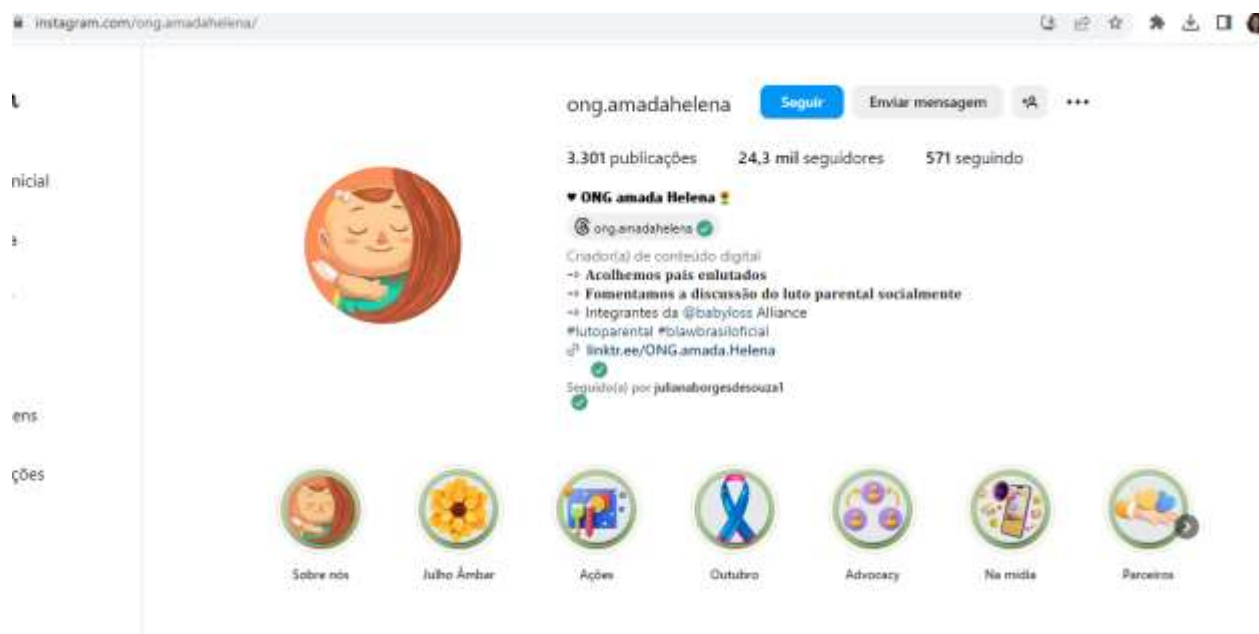 instagram.com/ong.amadahelena/
ong.amadahelena Seguir Enviar mensagem
nicial
3.301 publicações 24,3 mil seguidores 571 seguindo
♥ ONG amada Helena
ong.amadahelena
Criador(a) de conteúdo digital
Acolhemos pais enlutados
Fomentamos a discussão do luto parental socialmente
Integrantes da @babyloss Alliance
#lutoparental #blawbrasiloficial
linktr.ee/ONG.amada.Helena
Seguido(a) por julianaborgesdesouza1
ens
ções
Sobre nós Julho Âmbar Ações Outubro Advocacy Na mídia Parceiros